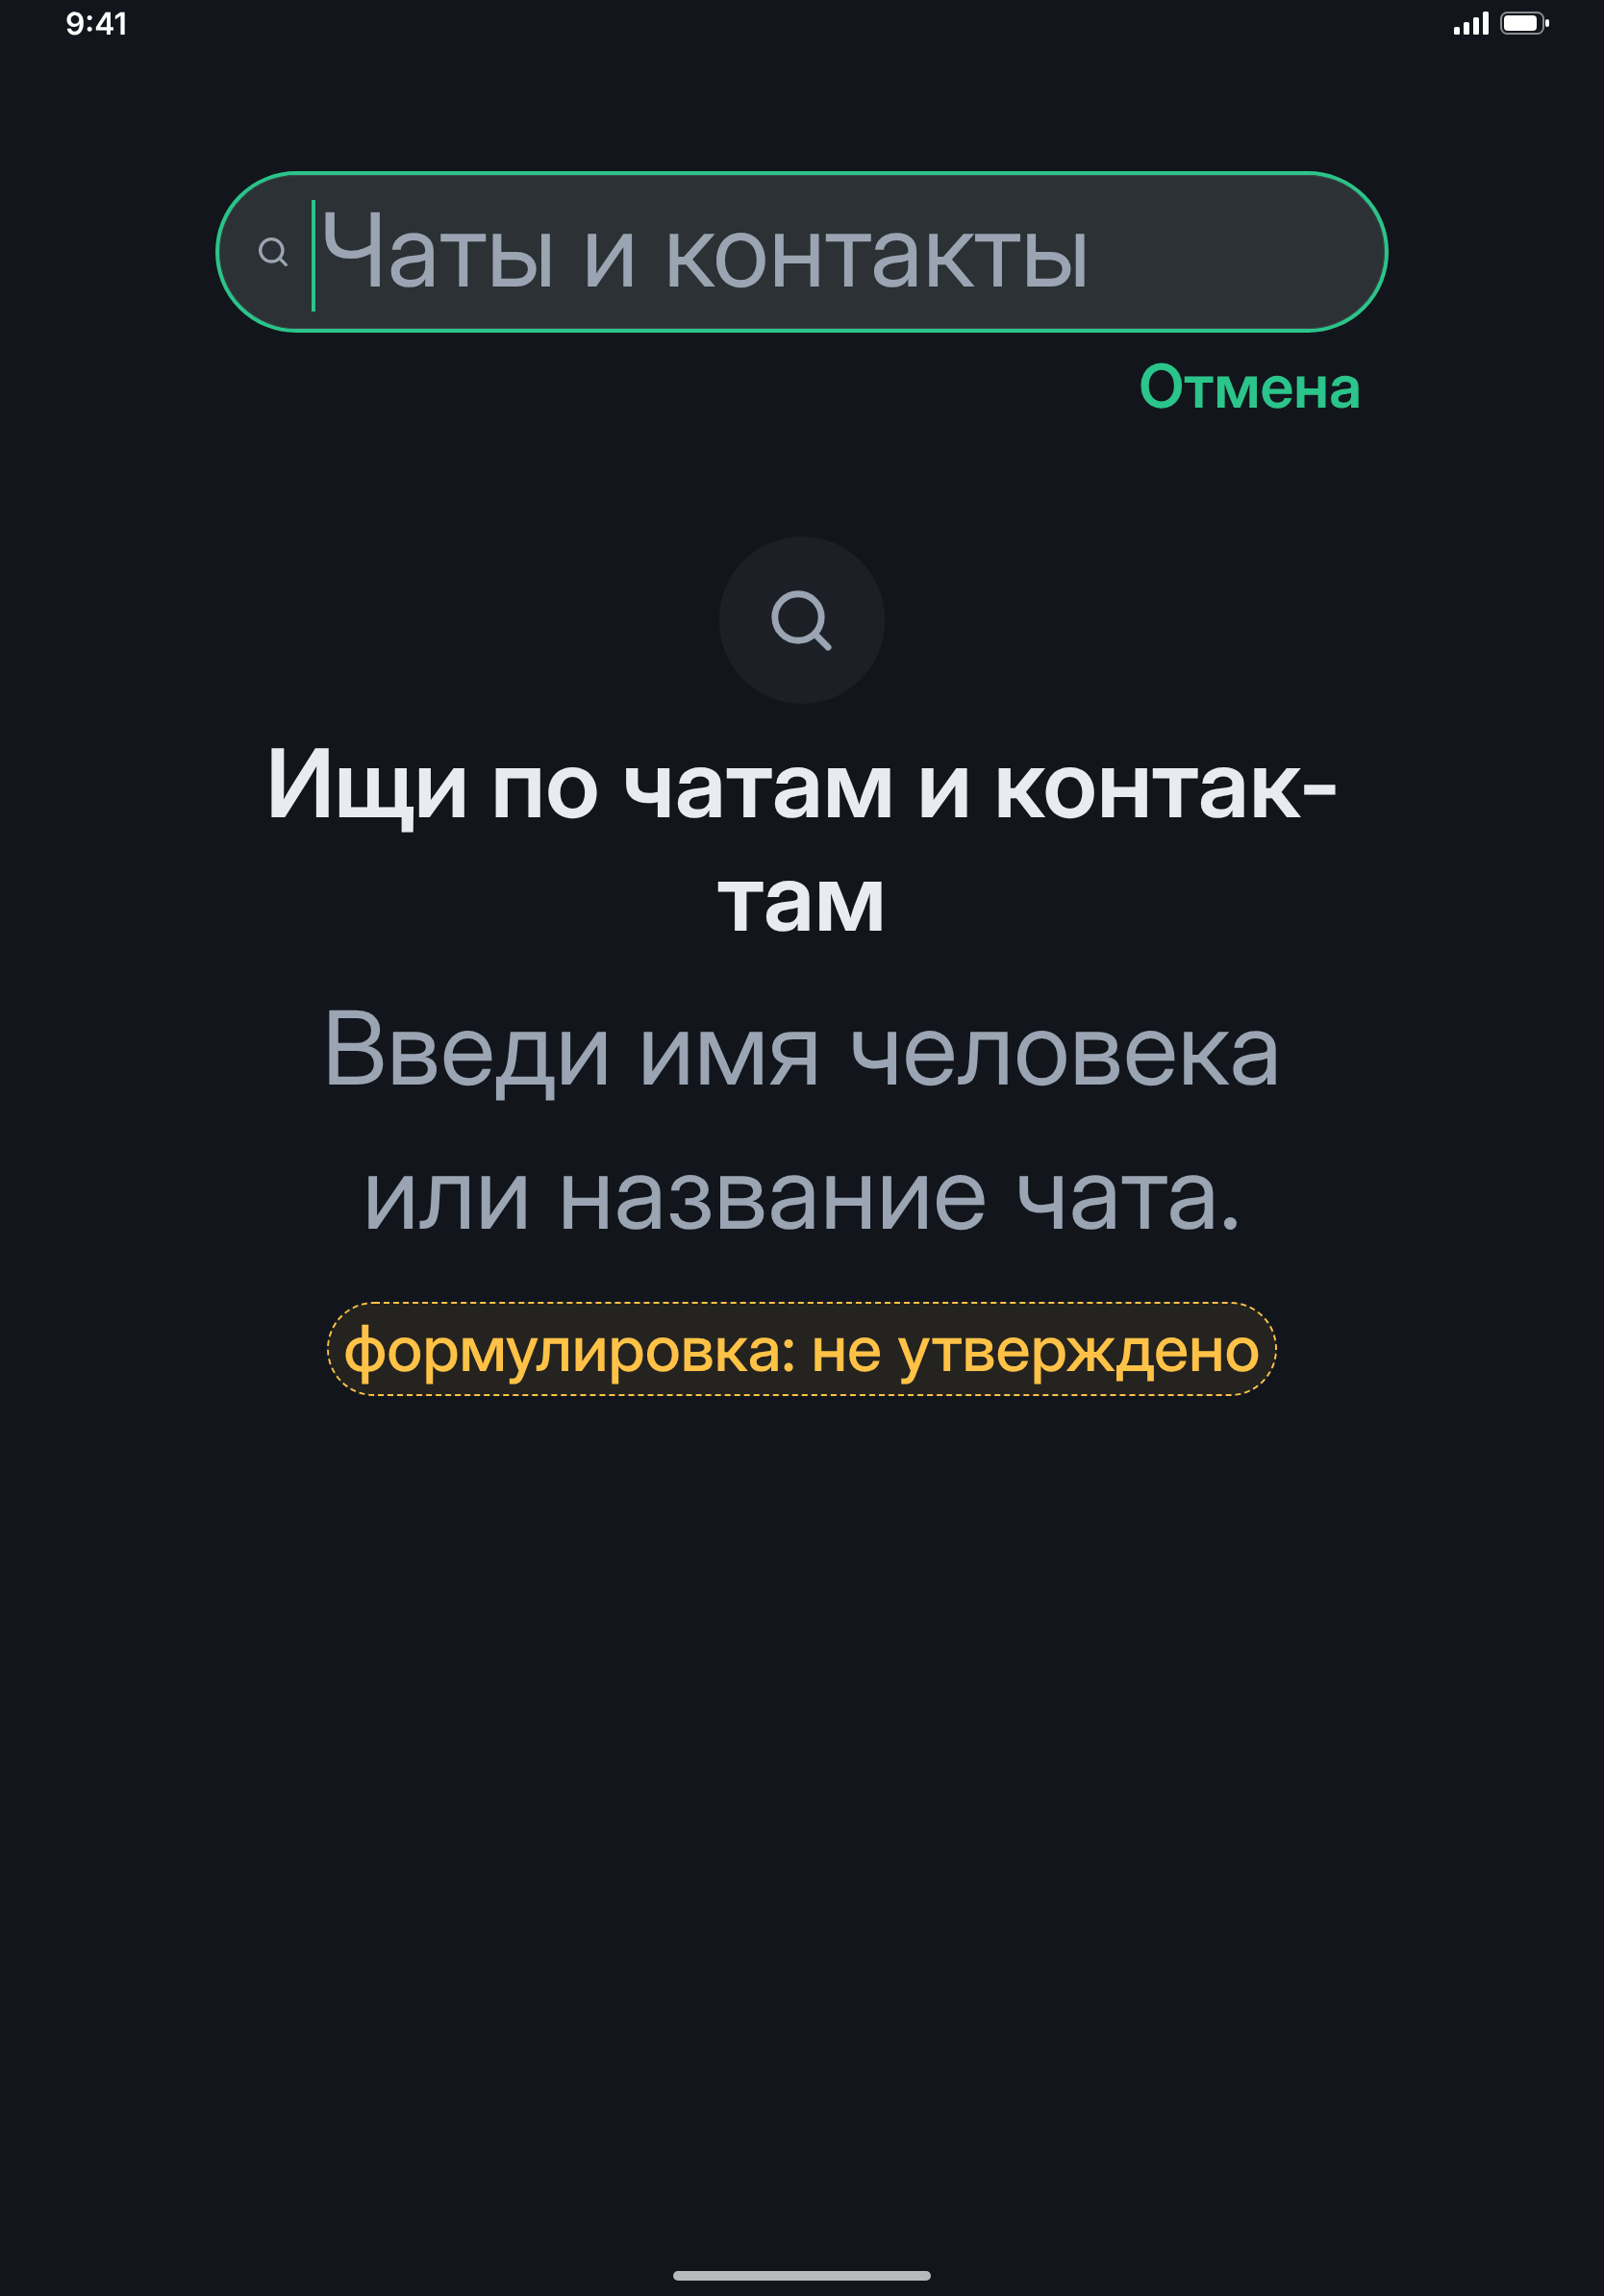 9:41
Чаты и контакты
Отмена
Ищи по чатам и контак-
там
Введи имя человека
или название чата.
формулировка: не утверждено